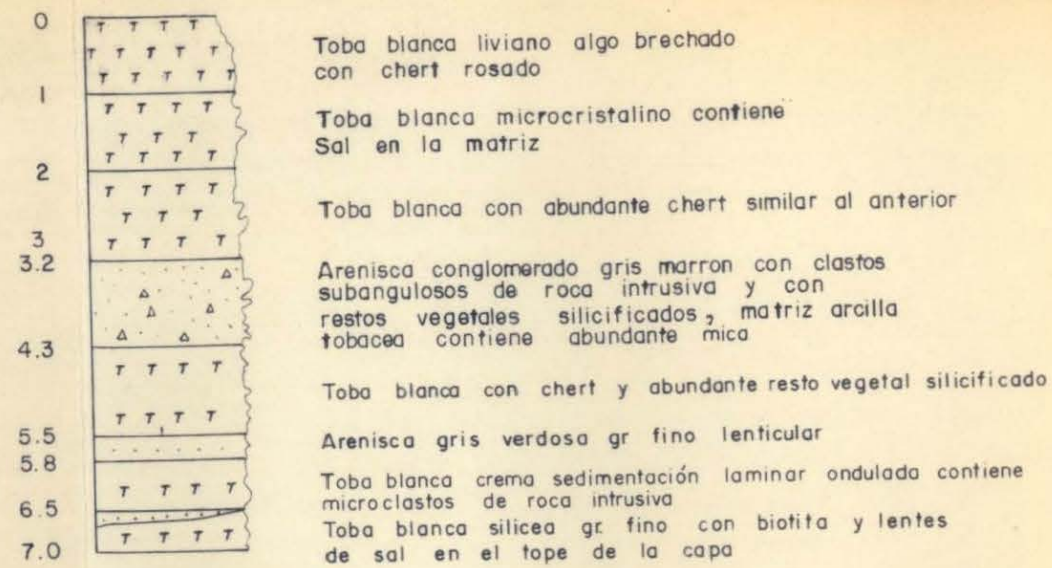 0
Toba blanca liviano algo brechado
con chert rosado
1
Toba blanca microcristalino contiene
Sal en la matriz
2
Toba blanca con abundante chert similar al anterior
3
3.2
Arenisca conglomerado gris marron con clastos
subangulosos de roca intrusiva y con
restos vegetales silicificados, matriz arcilla
tobacea contiene abundante mica
4.3
Toba blanca con chert y abundante resto vegetal silicificado
5.5
Arenisca gris verdosa gr fino lenticular
5.8
Toba blanca crema sedimentación laminar ondulada contiene
microclastos de roca intrusiva
6.5
Toba blanca silicea gr. fino con biotita y lentes
de sal en el tope de la capa
7.0